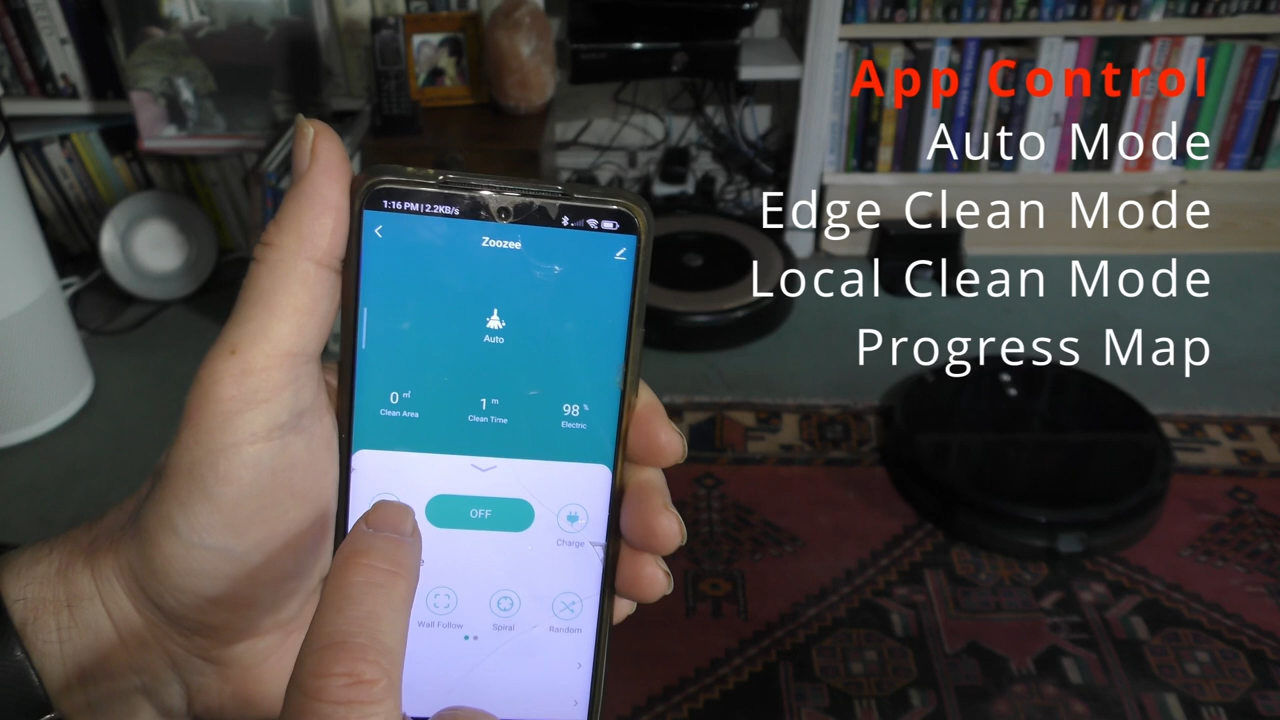 App Control
Auto Mode
Edge Clean Mode
Local Clean Mode
Progress Map
1:16 PM | 2.2KB/s
Zoozee
Auto
0 ㎡
Clean Area
1 m
Clean Time
98 %
Electric
OFF
Charge
Wall Follow
Spiral
Random